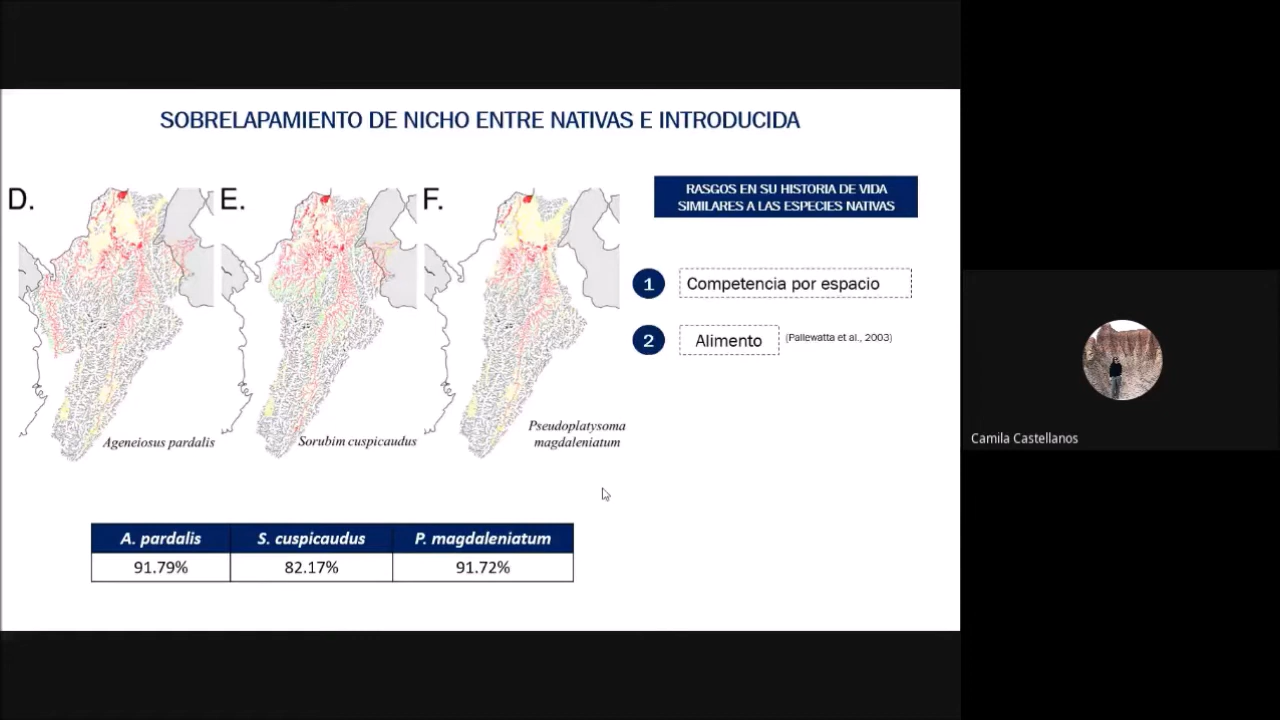 SOBRELAPAMIENTO DE NICHO ENTRE NATIVAS E INTRODUCIDA
D.
E.
F.
Ageneiosus pardalis
Sorubim cuspicaudus
Pseudoplatysoma
magdaleniatum
RASGOS EN SU HISTORIA DE VIDA
SIMILARES A LAS ESPECIES NATIVAS
1 Competencia por espacio
2 Alimento (Pallewatta et al., 2003)
A. pardalis S. cuspicaudus P. magdaleniatum
91.79% 82.17% 91.72%
Camila Castellanos